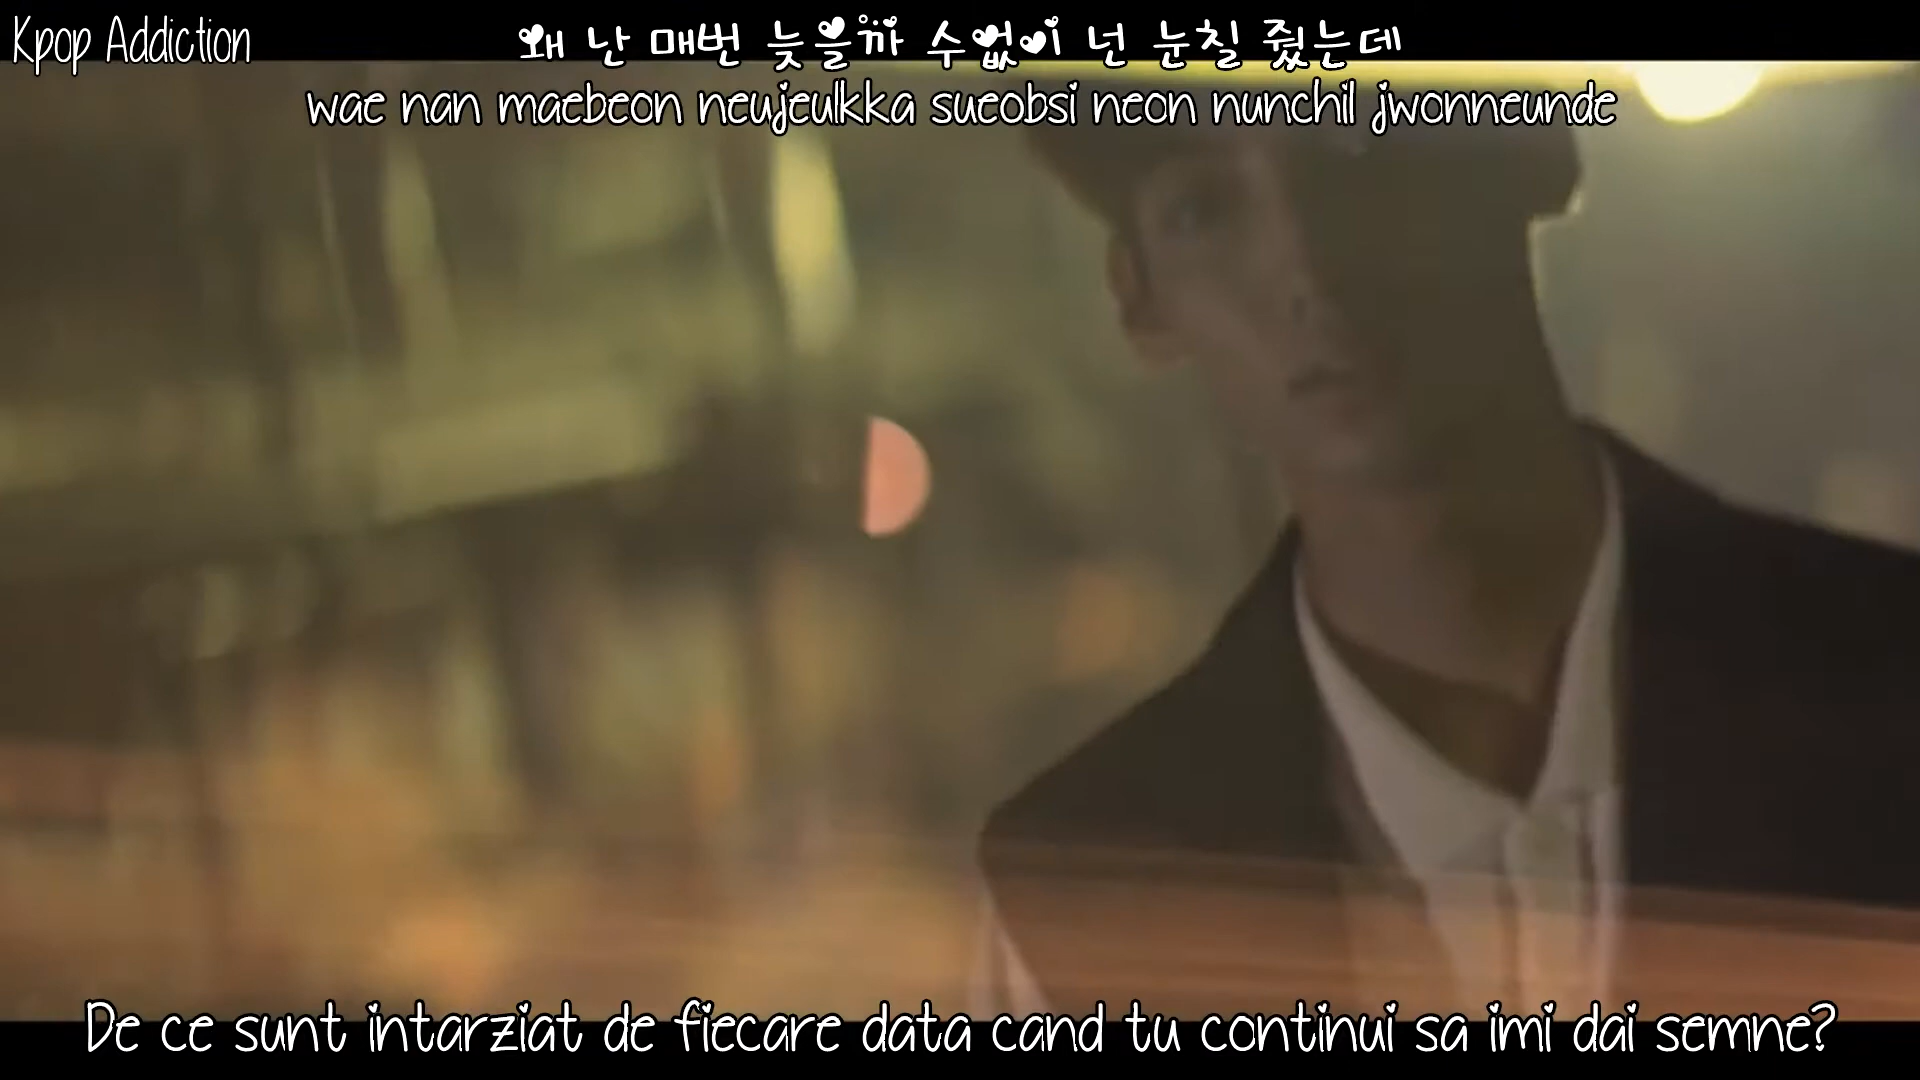 Kpop Addiction
왜 난 매번 늦을까 수없이 넌 눈칠 줬는데
wae nan maebeon neujeulkka sueobsi neon nunchil jwonneunde
De ce sunt intarziat de fiecare data cand tu continui sa imi dai semne?